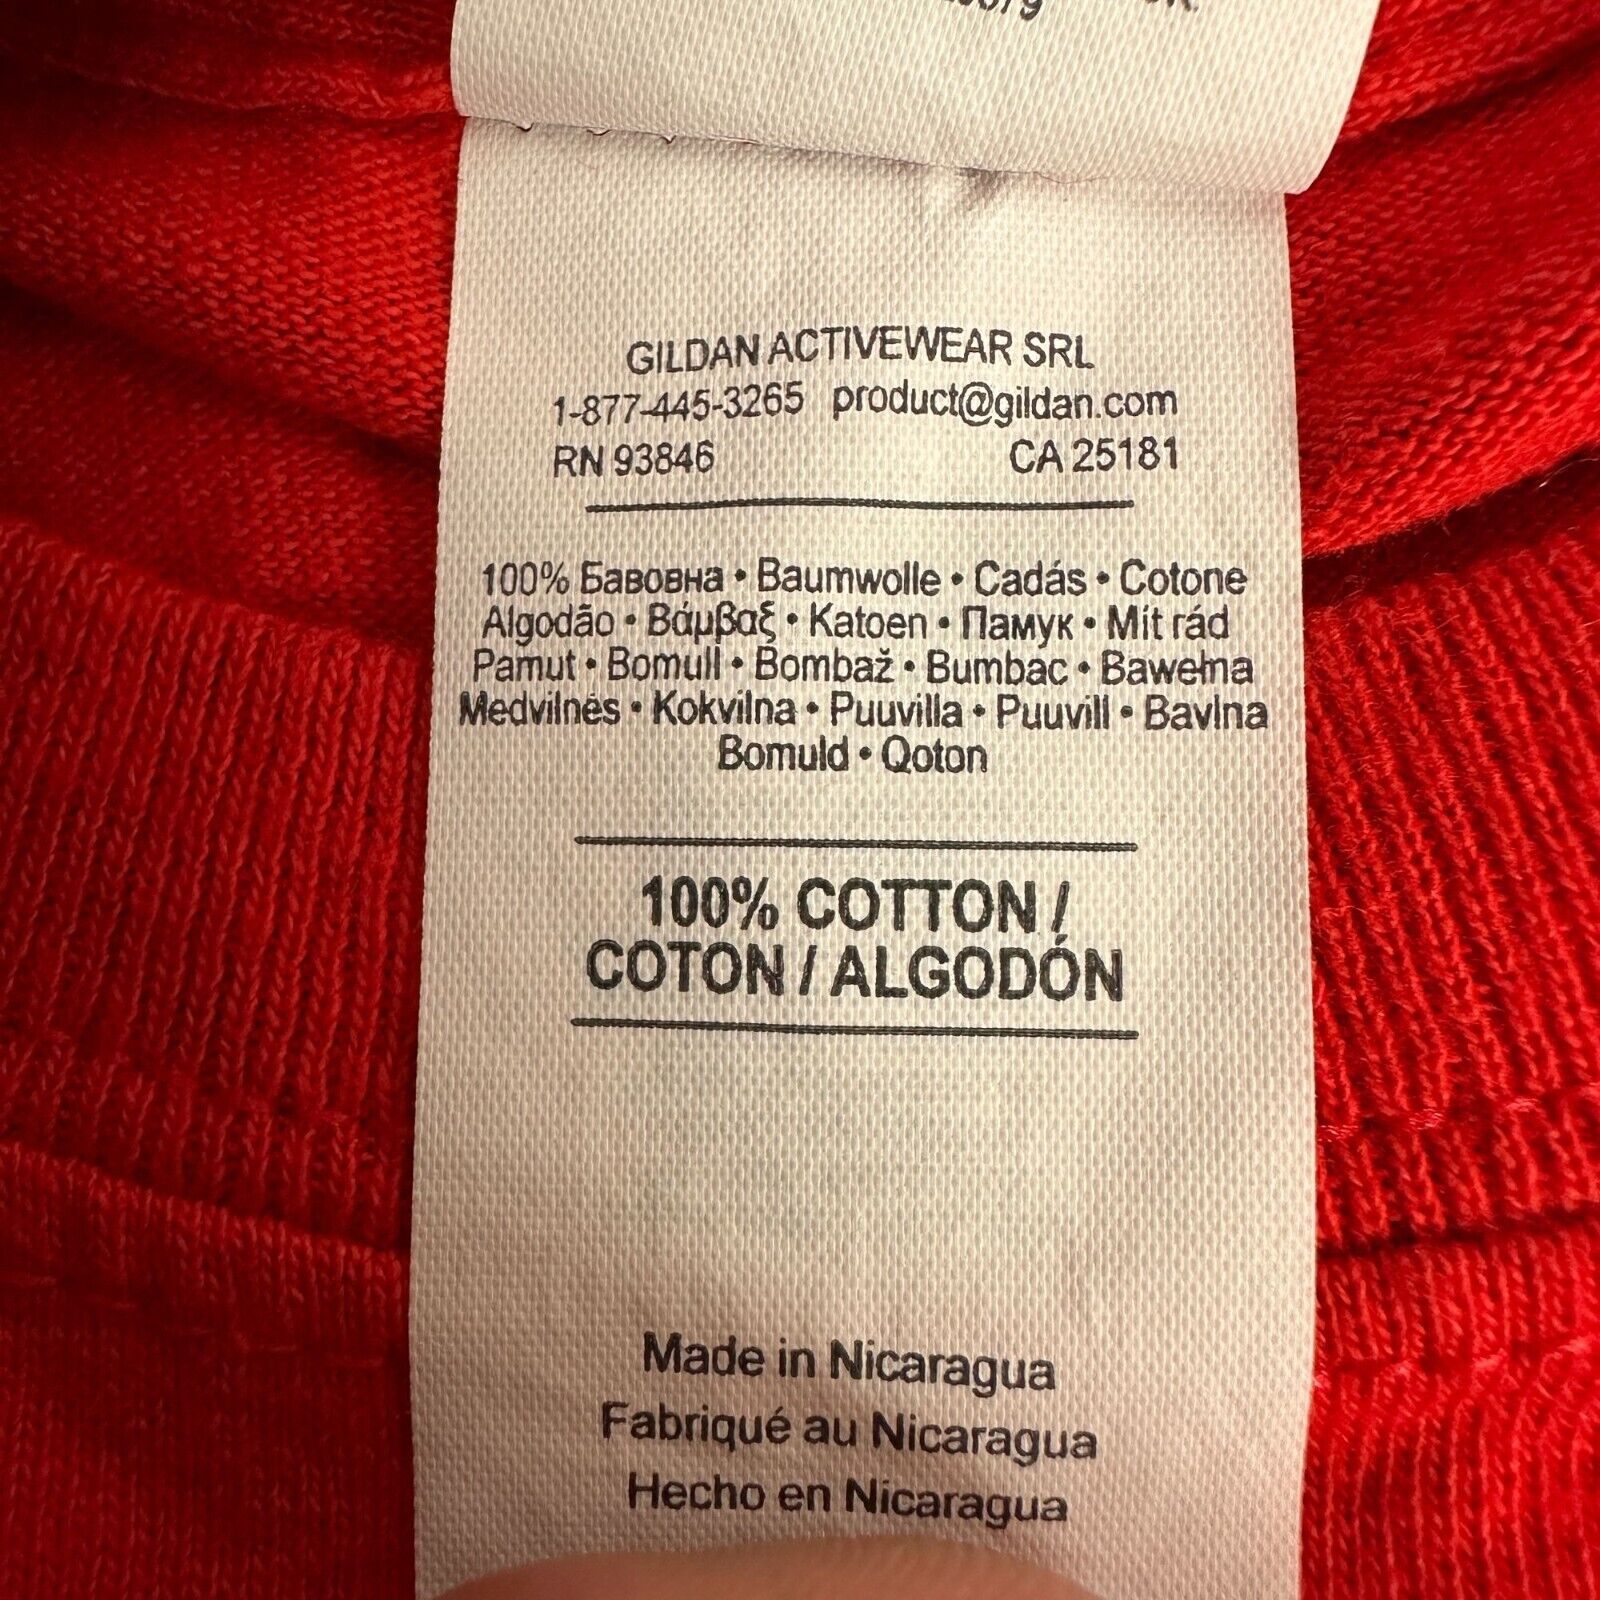 GILDAN ACTIVEWEAR SRL
1-877-445-3265 product@gildan.com
RN 93846 CA 25181
100% Бавовна • Baumwolle • Cadás • Cotone
Algodão • Βάμβαξ • Katoen • Памук • Mit rád
Pamut • Bomull • Bombaž • Bumbac • Bawełna
Medvilnės • Kokvilna • Puuvilla • Puuvill • Bavlna
Bomuld • Qoton
100% COTTON /
COTON / ALGODÓN
Made in Nicaragua
Fabriqué au Nicaragua
Hecho en Nicaragua